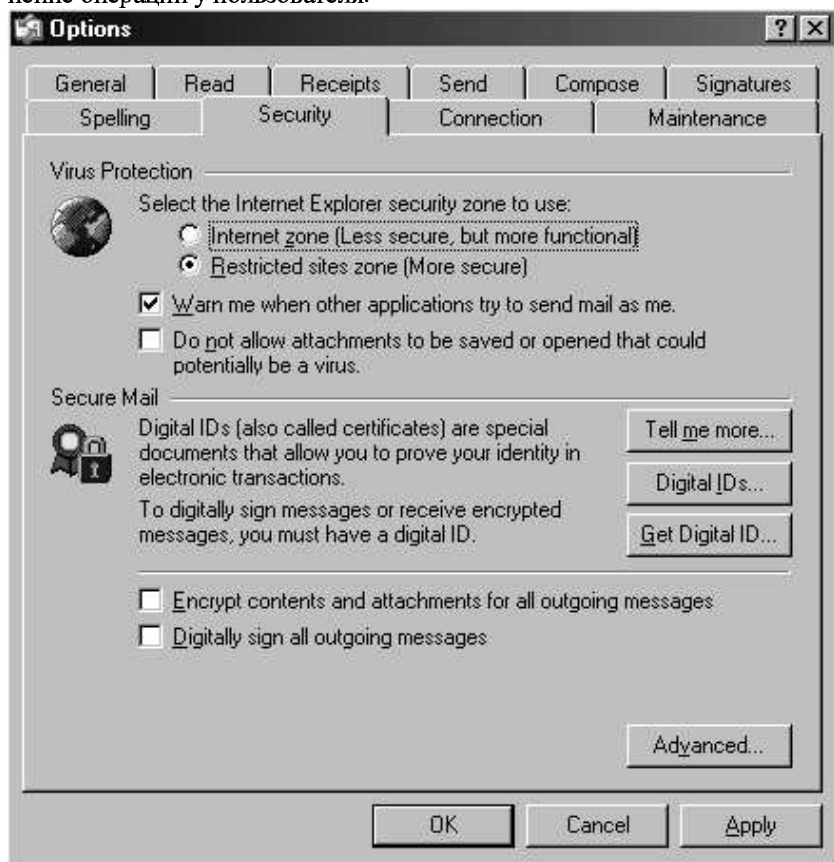 нение операции у пользователя.
Options
General Read Receipts Send Compose Signatures
Spelling Security Connection Maintenance
Virus Protection
Select the Internet Explorer security zone to use:
Internet zone (Less secure, but more functional)
Restricted sites zone (More secure)
Warn me when other applications try to send mail as me.
Do not allow attachments to be saved or opened that could
potentially be a virus.
Secure Mail
Digital IDs (also called certificates) are special
documents that allow you to prove your identity in
electronic transactions.
Tell me more...
Digital IDs...
To digitally sign messages or receive encrypted
messages, you must have a digital ID.
Get Digital ID...
Encrypt contents and attachments for all outgoing messages
Digitally sign all outgoing messages
Advanced...
OK Cancel Apply